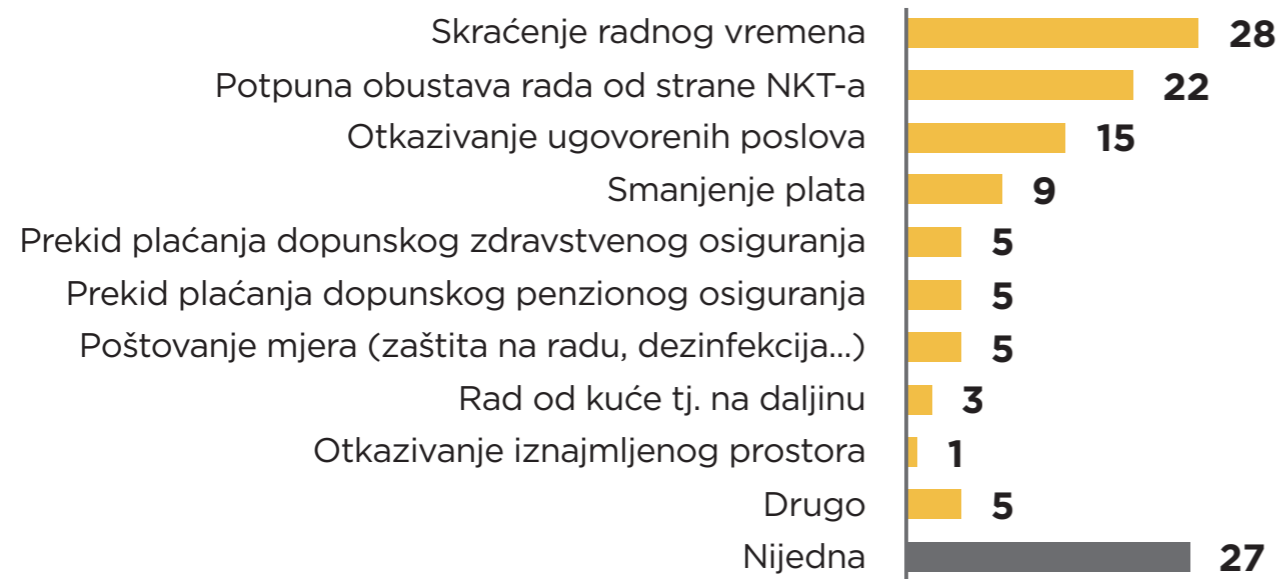 Skraćenje radnog vremena 28
Potpuna obustava rada od strane NKT-a 22
Otkazivanje ugovorenih poslova 15
Smanjenje plata 9
Prekid plaćanja dopunskog zdravstvenog osiguranja 5
Prekid plaćanja dopunskog penzionog osiguranja 5
Poštovanje mjera (zaštita na radu, dezinfekcija...) 5
Rad od kuće tj. na daljinu 3
Otkazivanje iznajmljenog prostora 1
Drugo 5
Nijedna 27